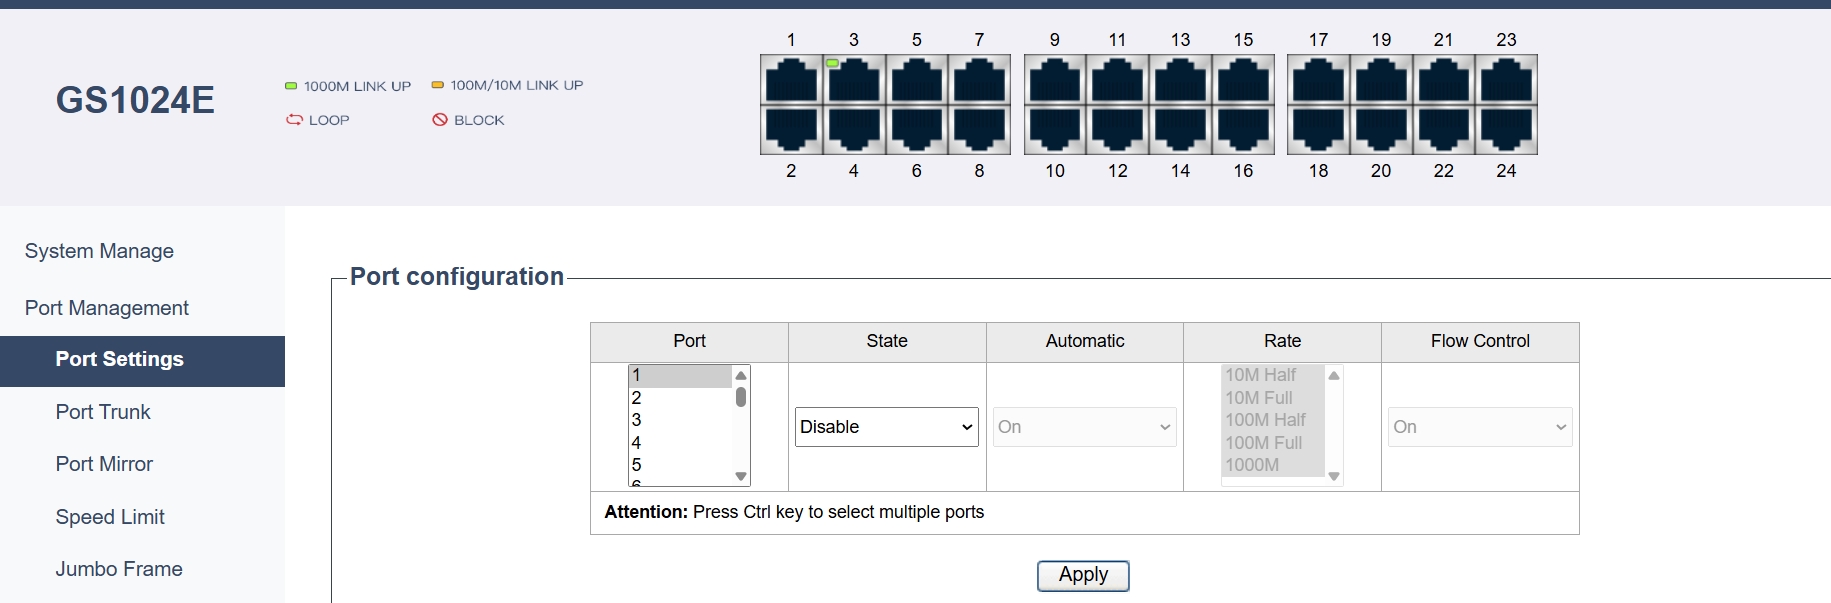 1 3 5 7 9 11 13 15 17 19 21 23
GS1024E
1000M LINK UP 100M/10M LINK UP
LOOP BLOCK
2 4 6 8 10 12 14 16 18 20 22 24
System Manage
Port Management
Port Settings
Port Trunk
Port Mirror
Speed Limit
Jumbo Frame
Port configuration
Port State Automatic Rate Flow Control
1
2
3
4
5
6
Disable
On
10M Half
10M Full
100M Half
100M Full
1000M
On
Attention: Press Ctrl key to select multiple ports
Apply